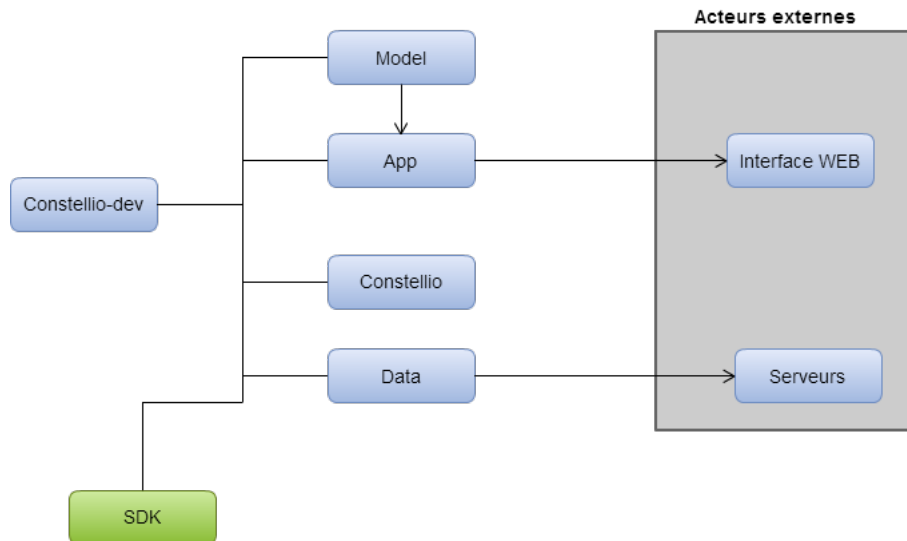 Acteurs externes
Model
App
Interface WEB
Constellio-dev
Constellio
Data
Serveurs
SDK